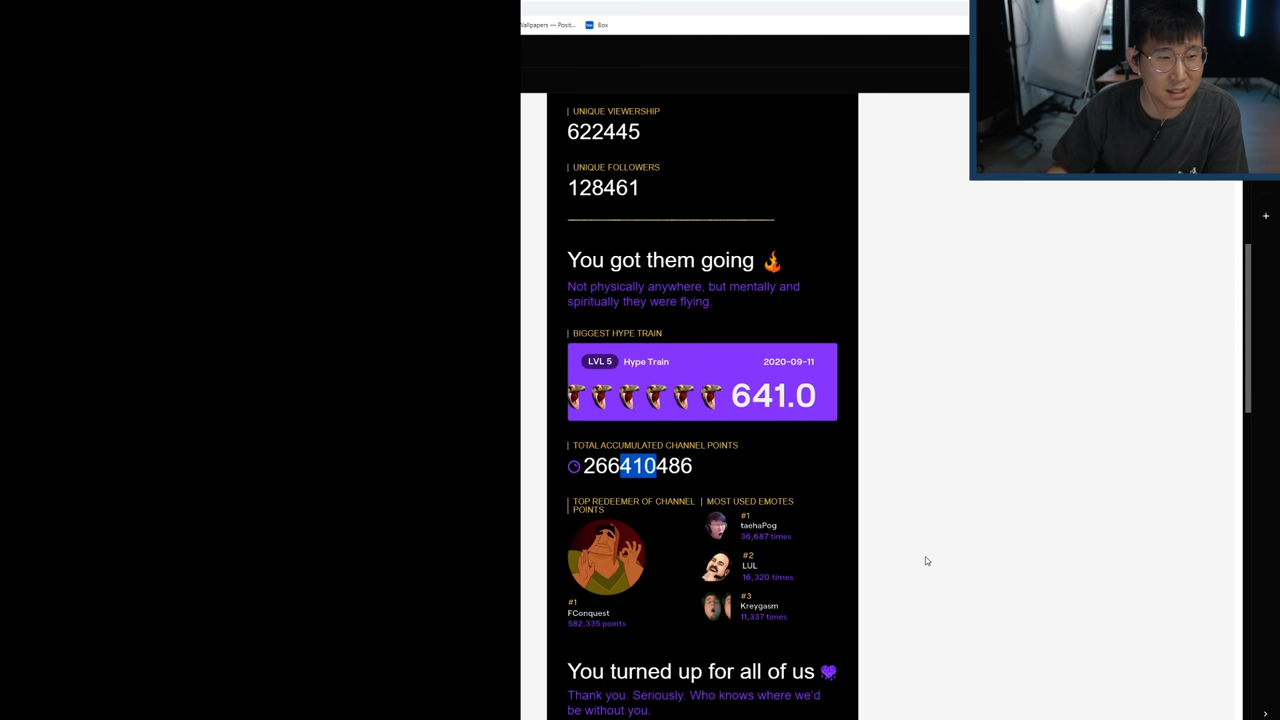 Wallpapers — Posit...
Box
UNIQUE VIEWERSHIP
622445
UNIQUE FOLLOWERS
128461
You got them going 🔥
Not physically anywhere, but mentally and
spiritually they were flying.
BIGGEST HYPE TRAIN
LVL 5 Hype Train 2020-09-11
641.0
TOTAL ACCUMULATED CHANNEL POINTS
266410486
TOP REDEEMER OF CHANNEL
POINTS
#1
FConquest
582,335 points
MOST USED EMOTES
#1
taehaPog
36,687 times
#2
LUL
16,320 times
#3
Kreygasm
11,337 times
You turned up for all of us 💜
Thank you. Seriously. Who knows where we'd
be without you.